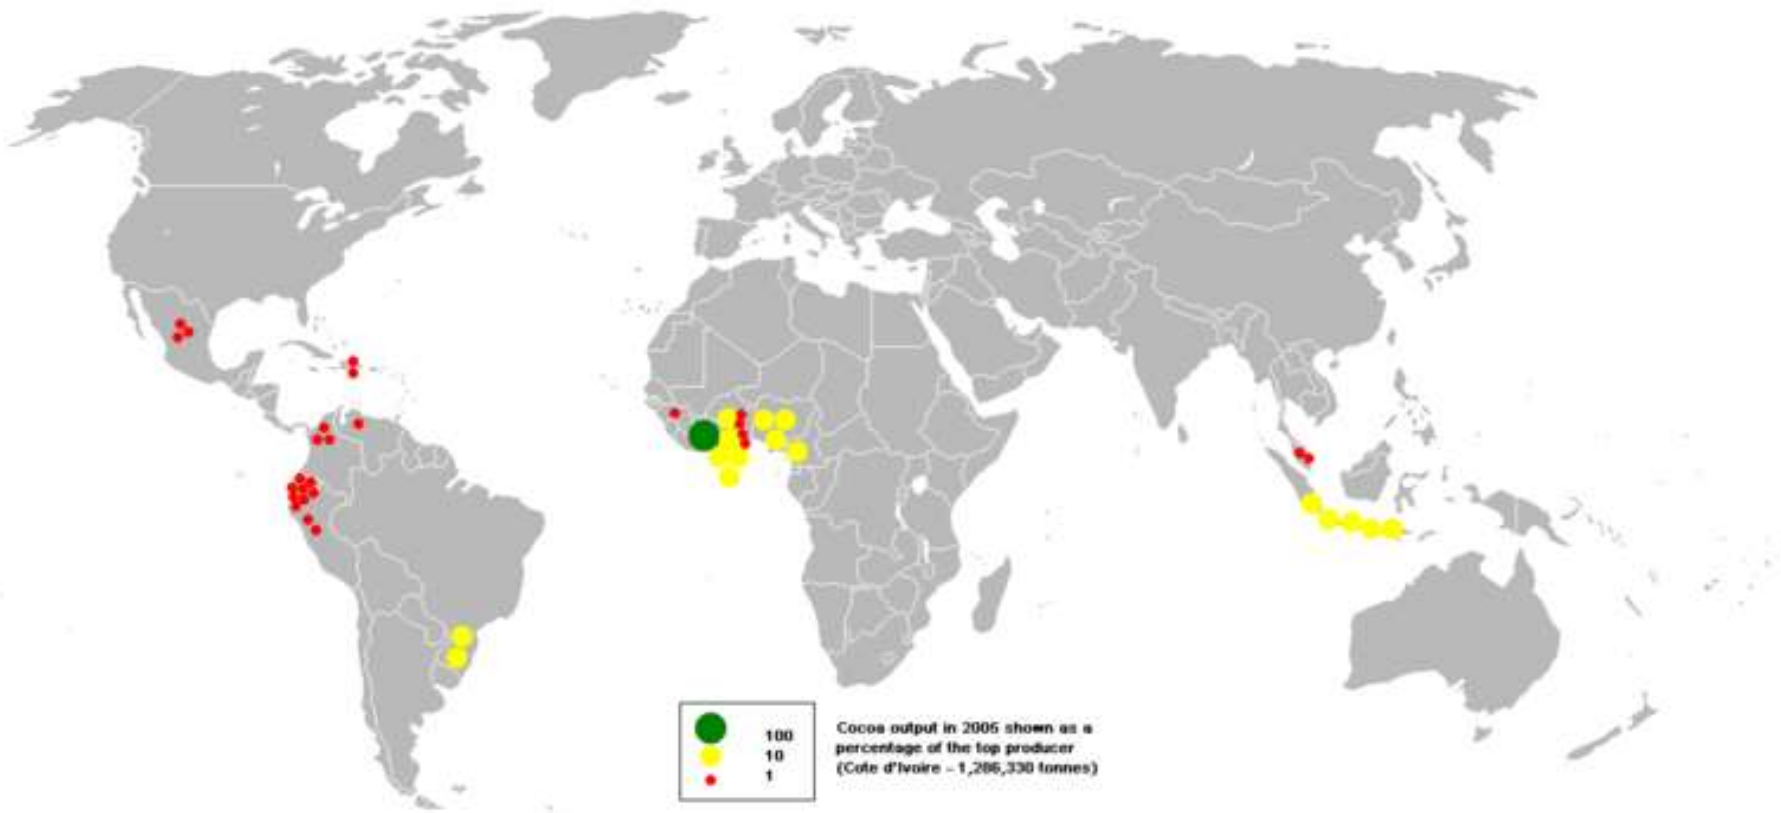 100
10
1
Cocoa output in 2005 shown as a
percentage of the top producer
(Cote d'Ivoire - 1,286,330 tonnes)